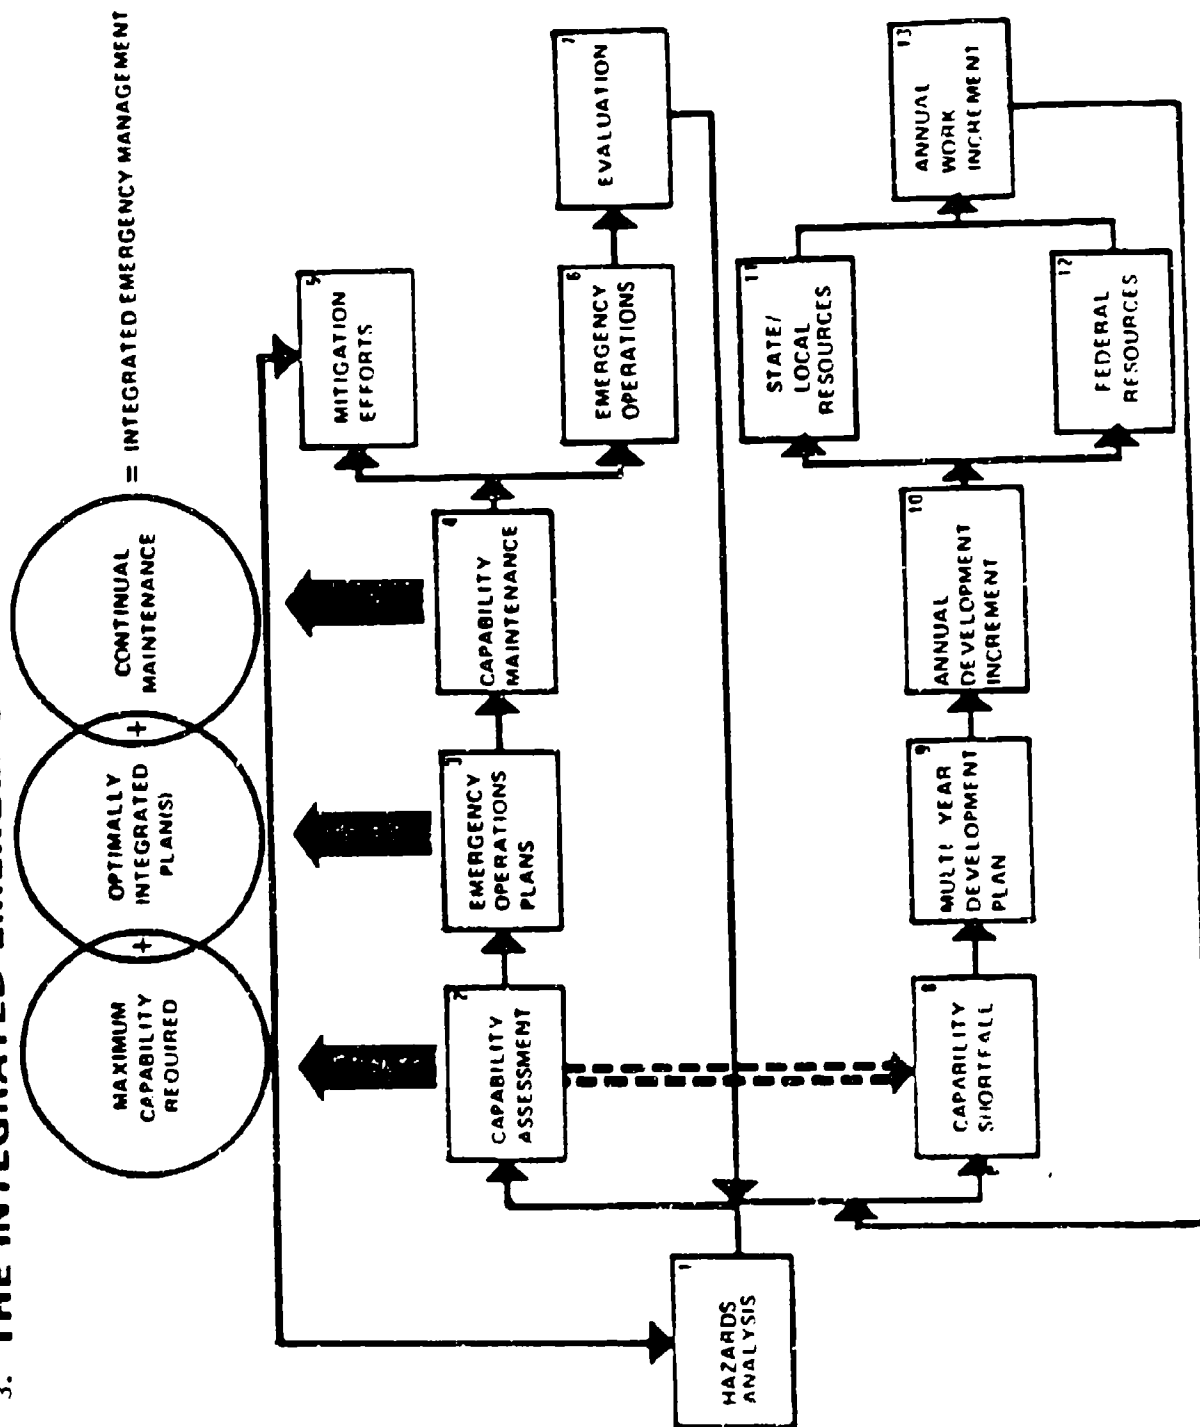 3. THE INTEGRATED
MAXIMUM
CAPABILITY
REQUIRED
+
OPTIMALLY
INTEGRATED
PLAN(S)
+
CONTINUAL
MAINTENANCE
= INTEGRATED EMERGENCY MANAGEMENT
1
HAZARDS
ANALYSIS
2
CAPABILITY
ASSESSMENT
3
EMERGENCY
OPERATIONS
PLANS
4
CAPABILITY
MAINTENANCE
5
MITIGATION
EFFORTS
6
EMERGENCY
OPERATIONS
7
EVALUATION
8
CAPABILITY
SHORTFALL
9
MULTI YEAR
DEVELOPMENT
PLAN
10
ANNUAL
DEVELOPMENT
INCREMENT
11
STATE/
LOCAL
RESOURCES
12
FEDERAL
RESOURCES
13
ANNUAL
WORK
INCREMENT